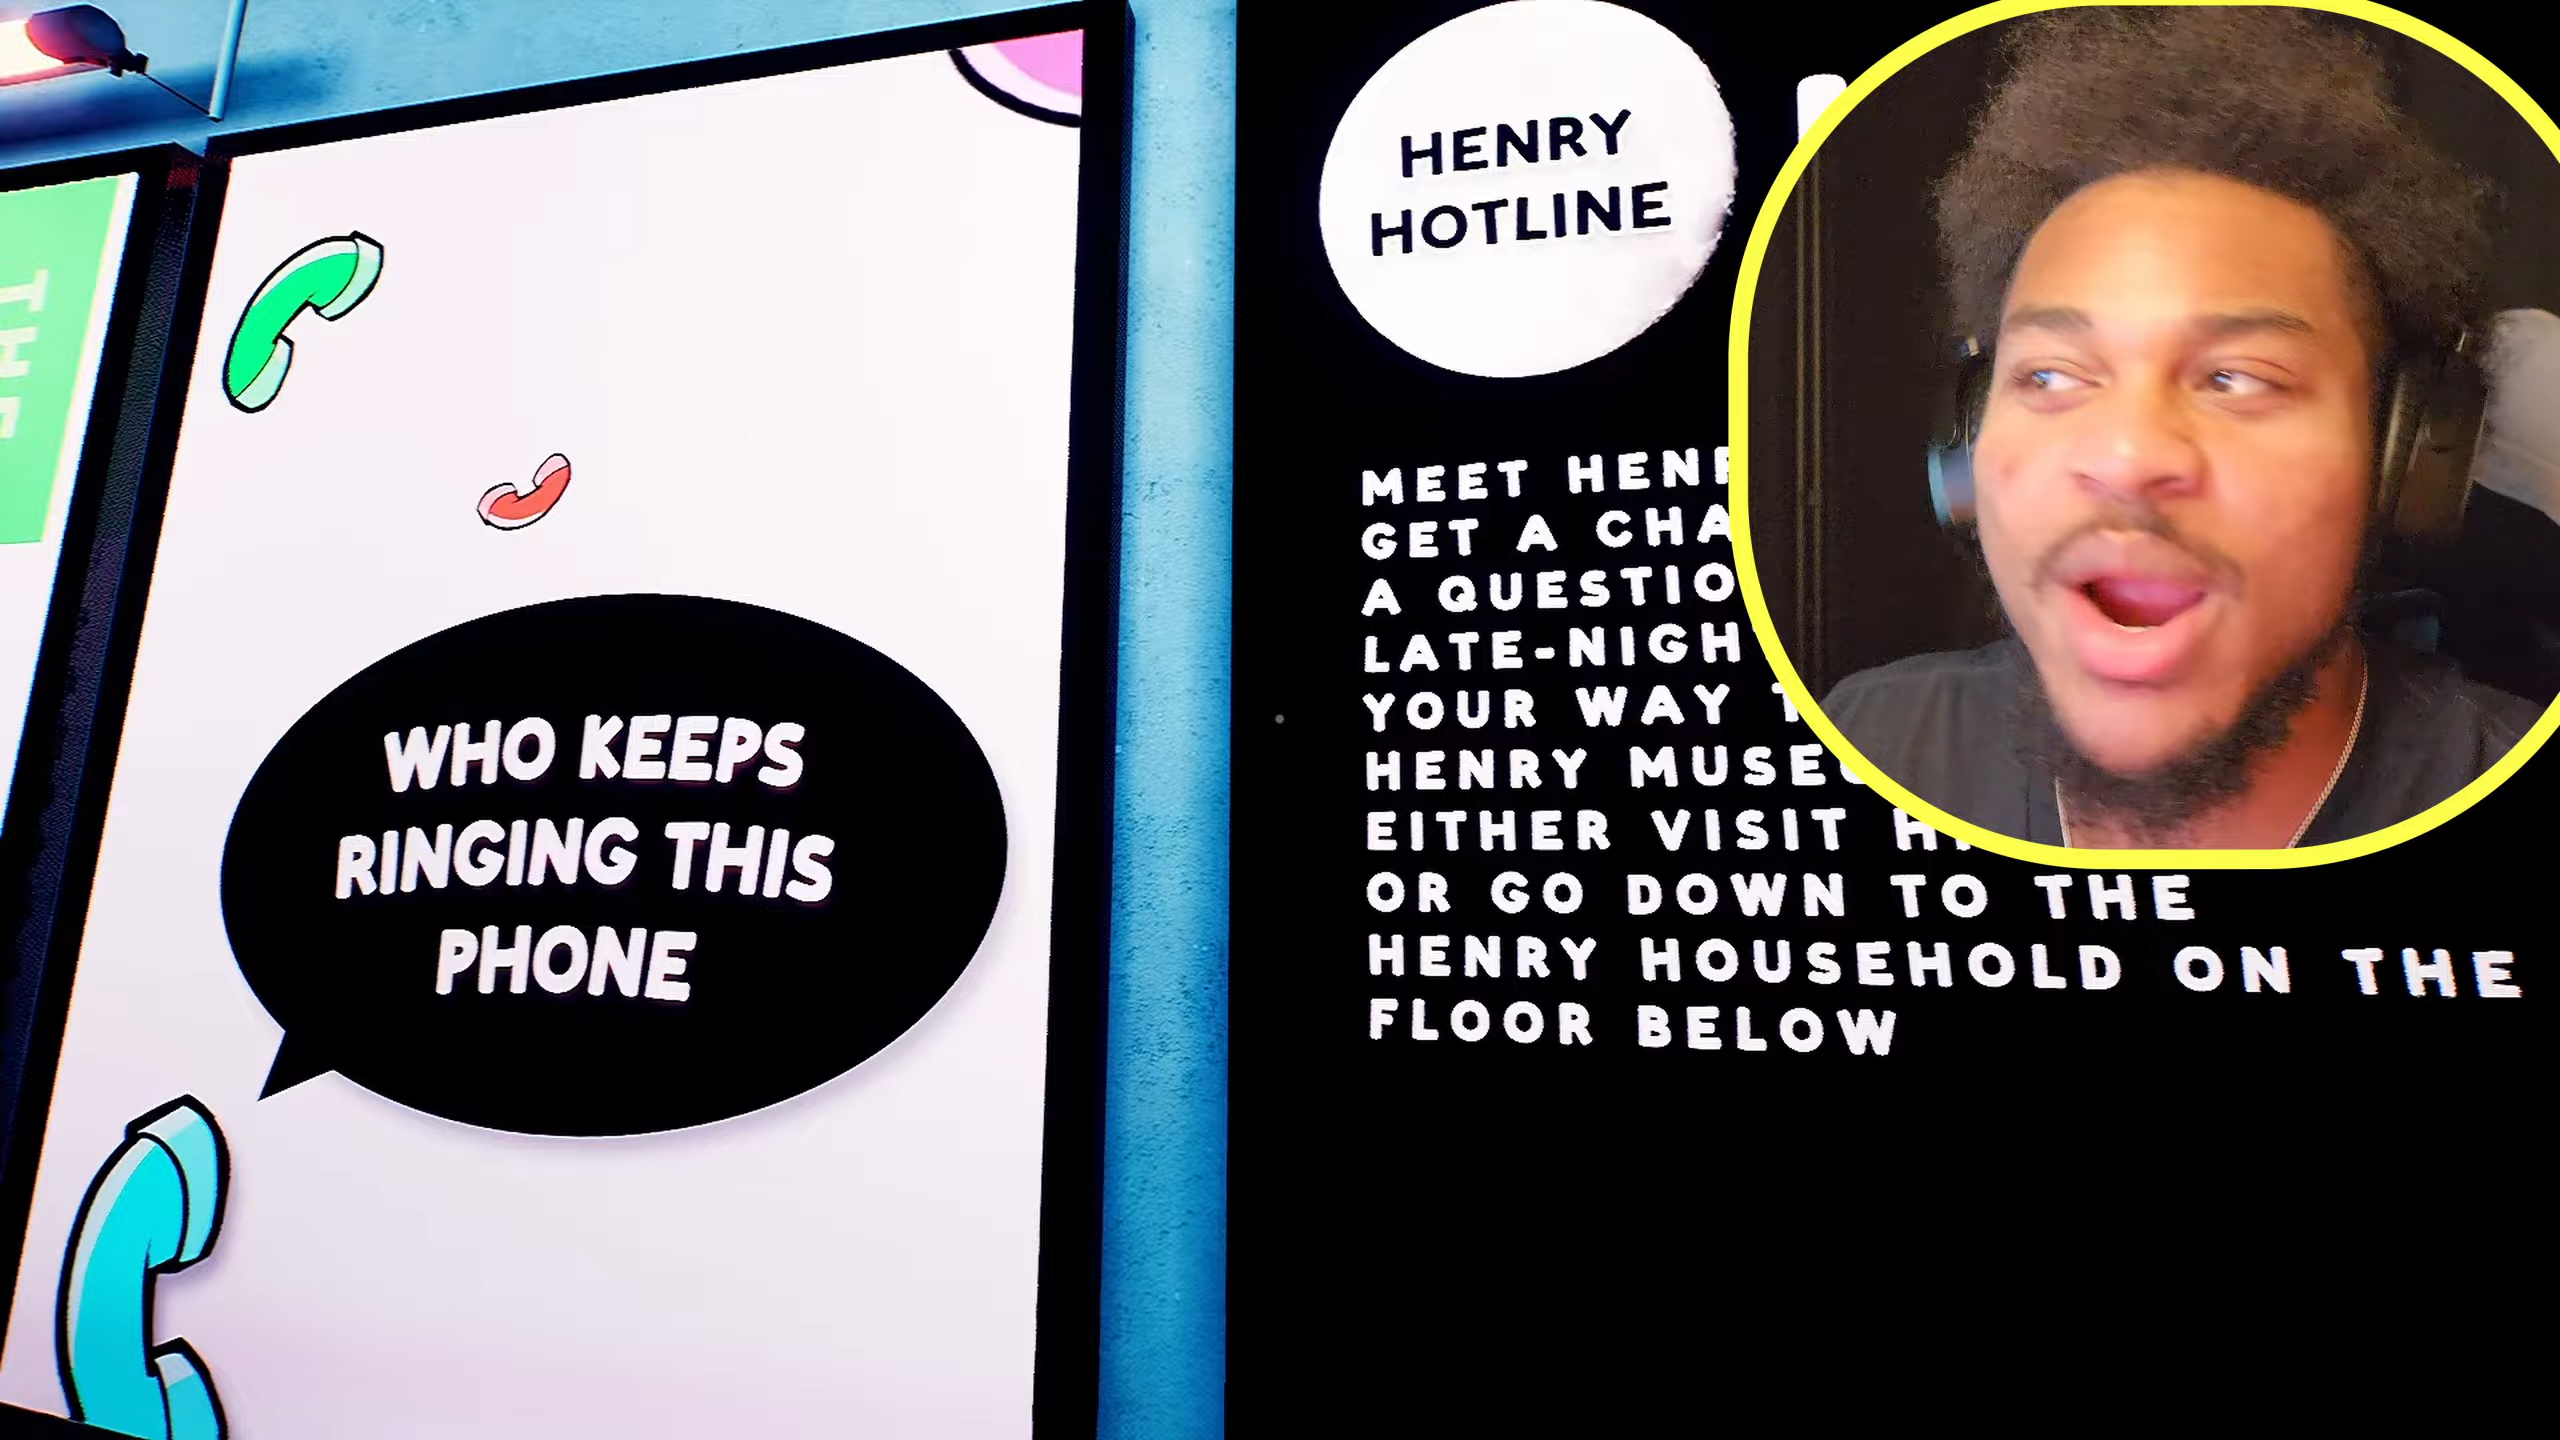 WHO KEEPS
RINGING THIS
PHONE
HENRY
HOTLINE
MEET
GET A
A
YOUR WAY
HENRY
EITHER VISIT
OR GO DOWN TO THE
HENRY HOUSEHOLD ON THE
FLOOR BELOW